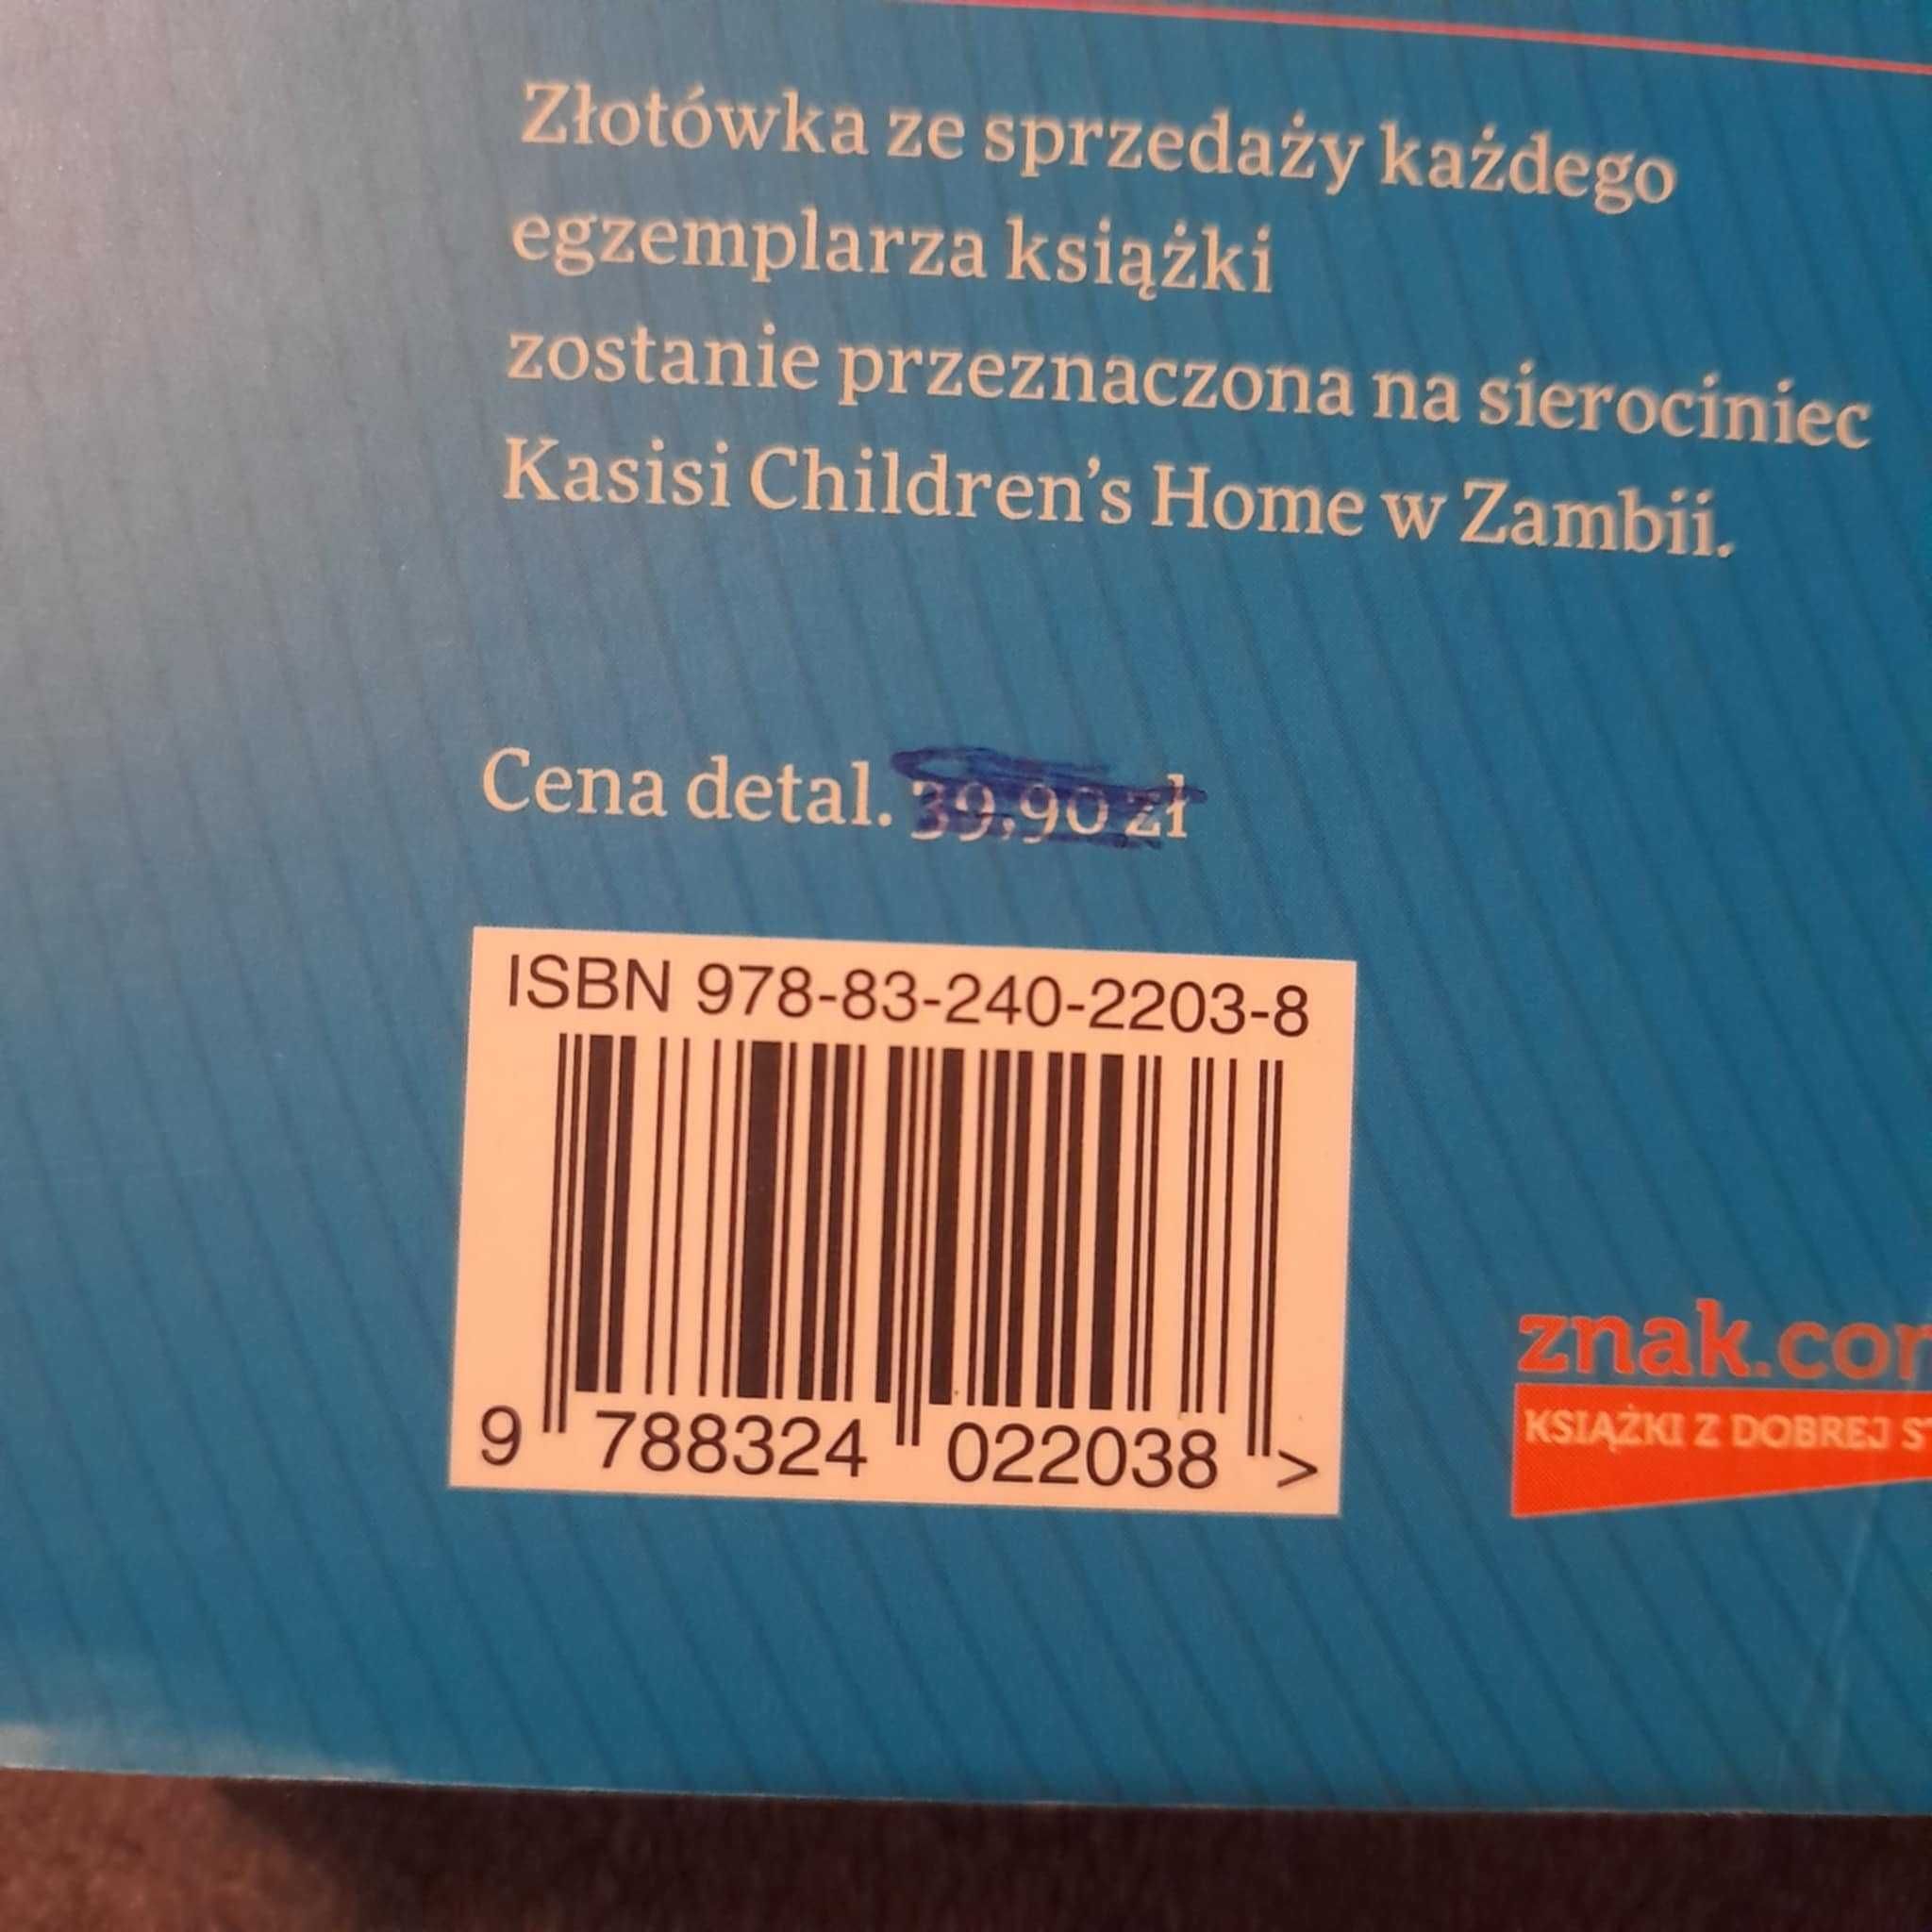 Złotówka ze sprzedaży każdego
egzemplarza książki
zostanie przeznaczona na sierociniec
Kasisi Children's Home w Zambii.
Cena detal. 39,90 zł
ISBN 978-83-240-2203-8
9 788324 022038 >
znak.com
KSIĄŻKI Z DOBREJ S